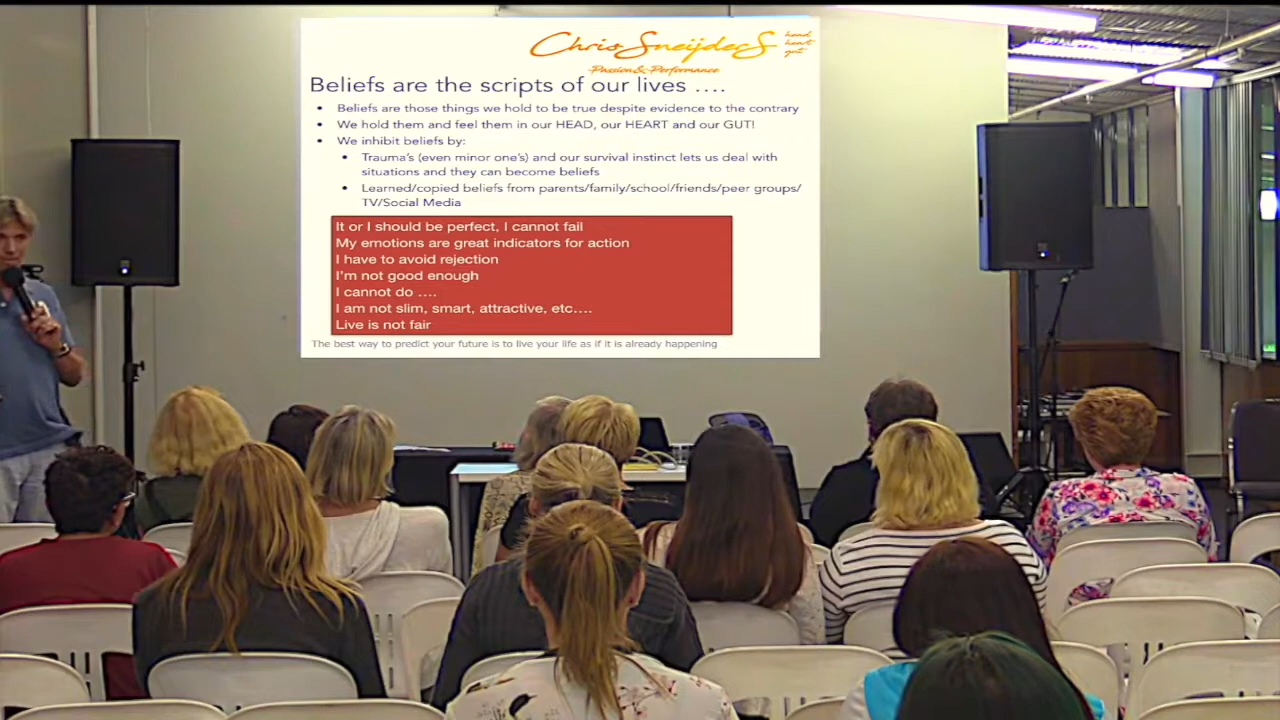 Chris Sneijders
head
heart
gut
Passion & Performance
Beliefs are the scripts of our lives ....
• Beliefs are those things we hold to be true despite evidence to the contrary
• We hold them and feel them in our HEAD, our HEART and our GUT!
• We inhibit beliefs by:
• Trauma's (even minor one's) and our survival instinct lets us deal with
situations and they can become beliefs
• Learned/copied beliefs from parents/family/school/friends/peer groups/
TV/Social Media
It or I should be perfect, I cannot fail
My emotions are great indicators for action
I have to avoid rejection
I'm not good enough
I cannot do ....
I am not slim, smart, attractive, etc....
Live is not fair
The best way to predict your future is to live your life as if it is already happening